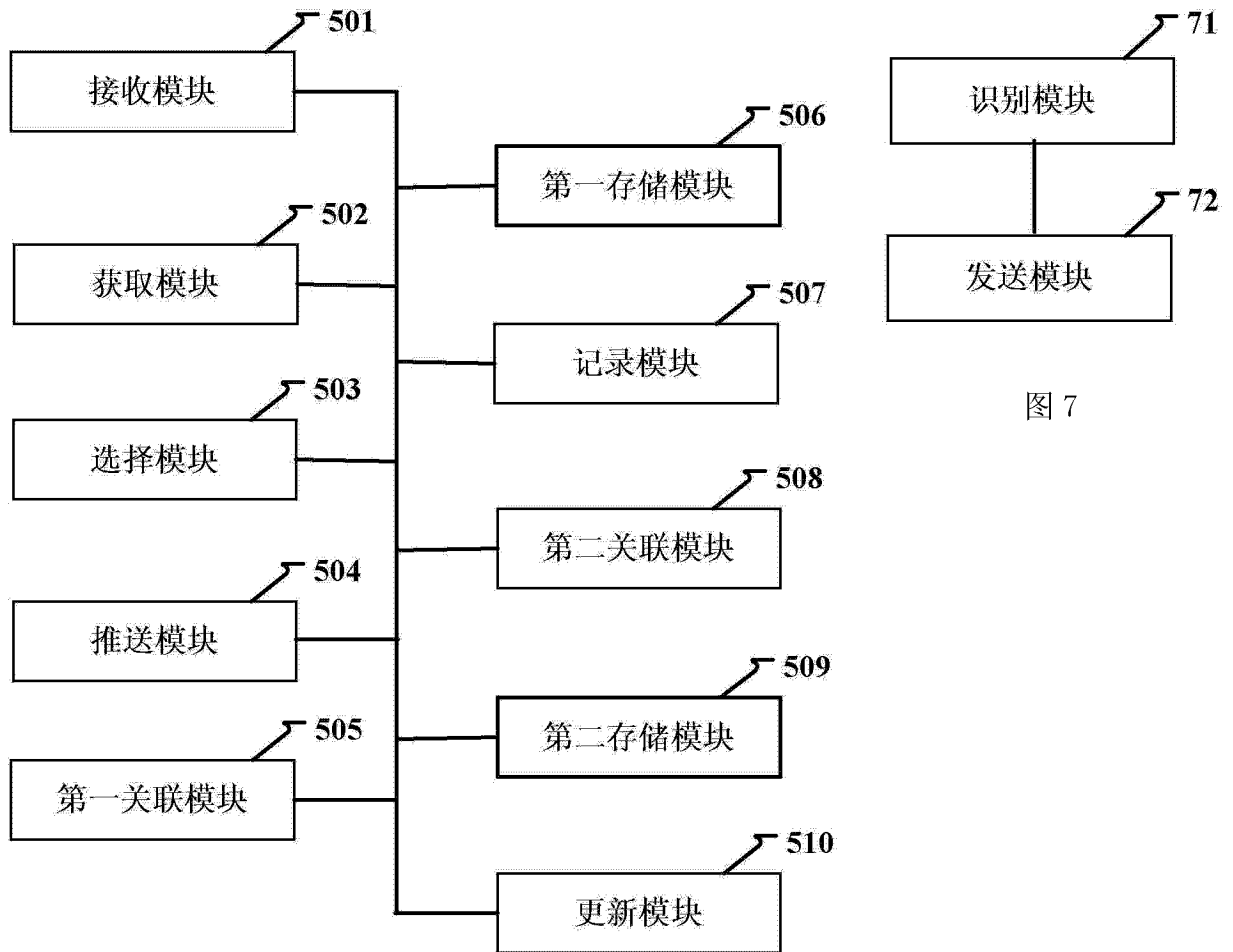 501
接收模块
502
获取模块
503
选择模块
504
推送模块
505
第一关联模块
506
第一存储模块
507
记录模块
508
第二关联模块
509
第二存储模块
510
更新模块
71
识别模块
72
发送模块
图 7